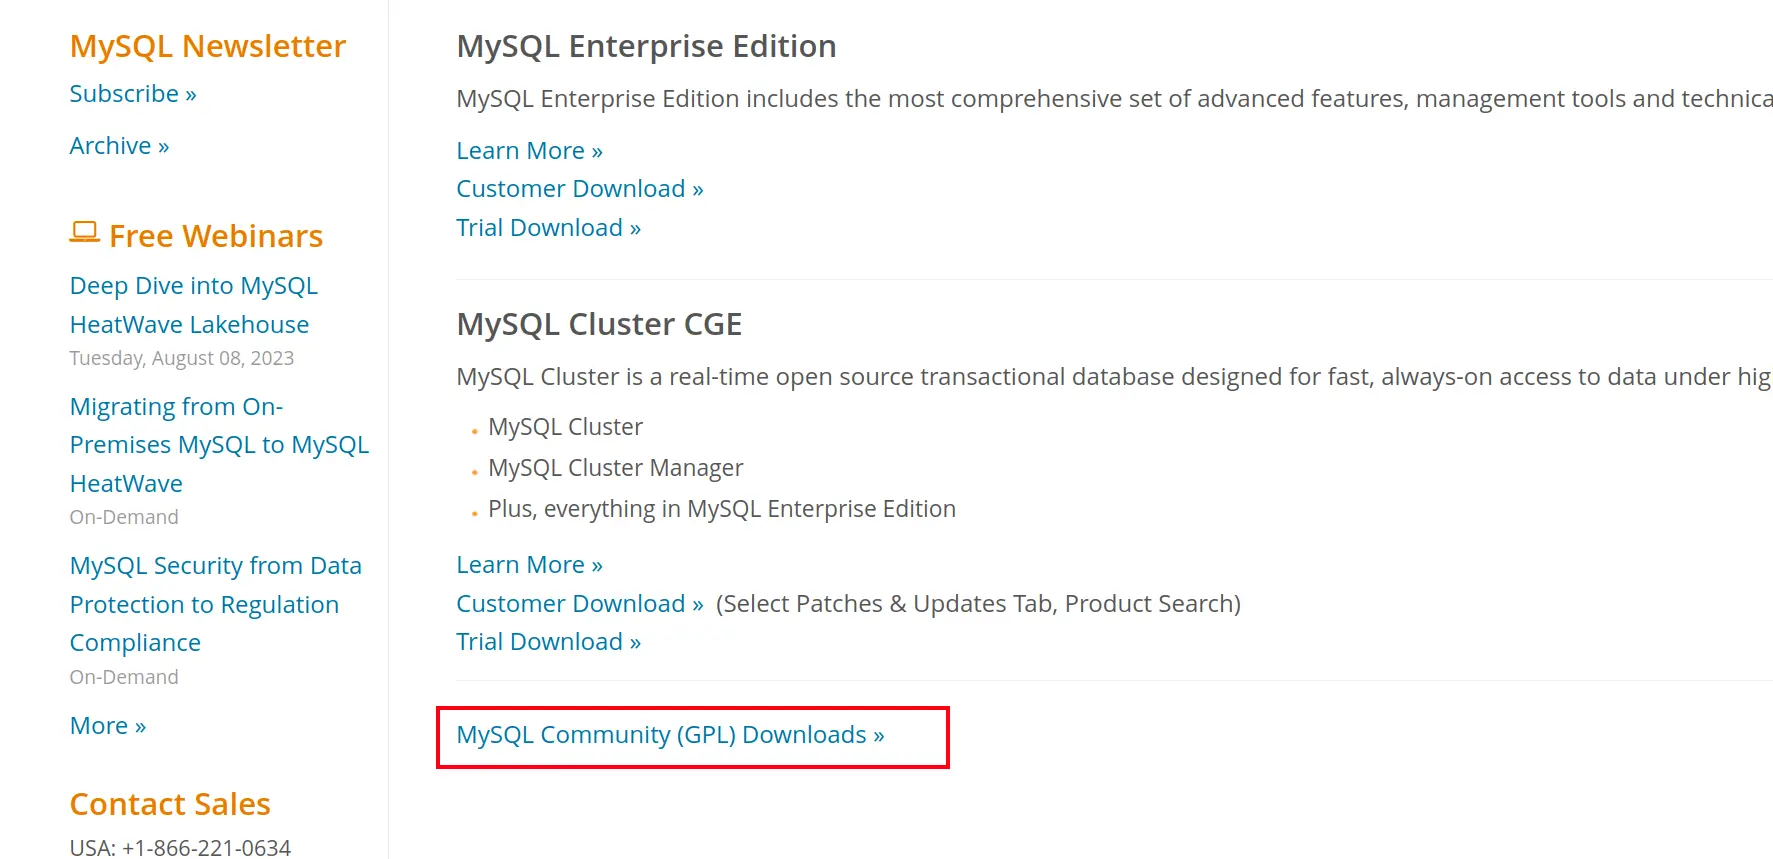 MySQL Newsletter
Subscribe »
Archive »
Free Webinars
Deep Dive into MySQL
HeatWave Lakehouse
Tuesday, August 08, 2023
Migrating from On-
Premises MySQL to MySQL
HeatWave
On-Demand
MySQL Security from Data
Protection to Regulation
Compliance
On-Demand
More »
Contact Sales
USA: +1-866-221-0634
MySQL Enterprise Edition
MySQL Enterprise Edition includes the most comprehensive set of advanced features, management tools and technica
Learn More »
Customer Download »
Trial Download »
MySQL Cluster CGE
MySQL Cluster is a real-time open source transactional database designed for fast, always-on access to data under hig
MySQL Cluster
MySQL Cluster Manager
Plus, everything in MySQL Enterprise Edition
Learn More »
Customer Download » (Select Patches & Updates Tab, Product Search)
Trial Download »
MySQL Community (GPL) Downloads »